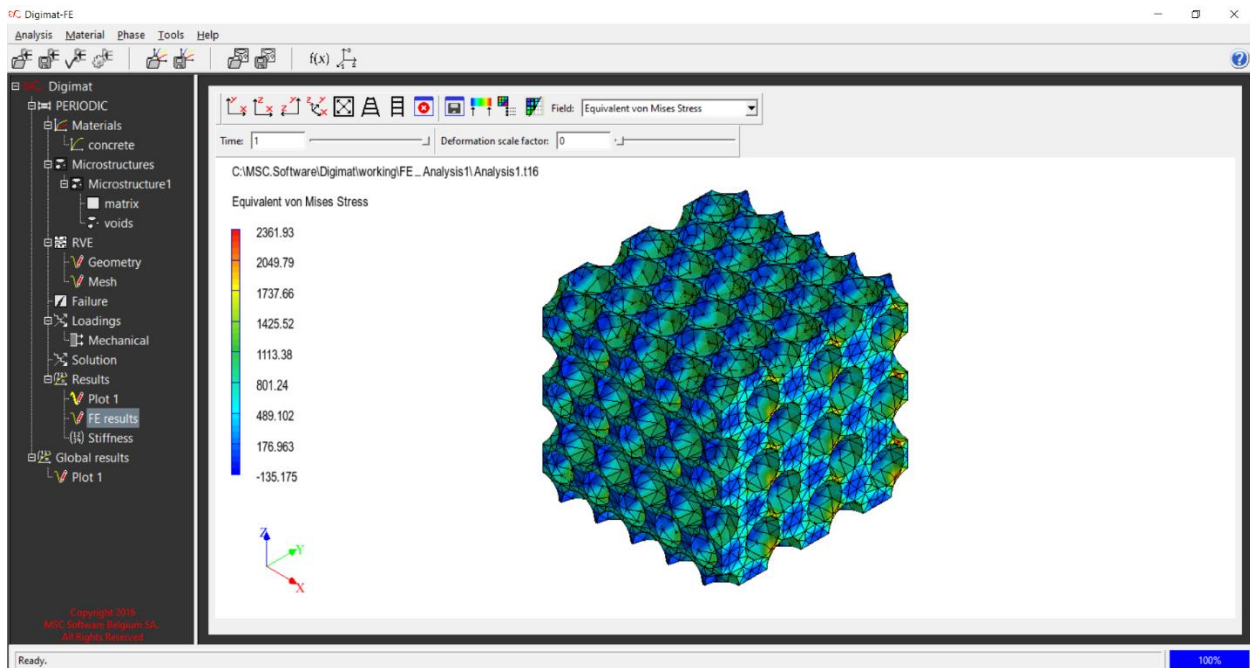 Digimat-FE
Analysis Material Phase Tools Help
f(x)
Digimat
PERIODIC
Materials
concrete
Microstructures
Microstructure1
matrix
voids
RVE
Geometry
Mesh
Failure
Loadings
Mechanical
Solution
Results
Plot 1
FE results
Stiffness
Global results
Plot 1
Copyright 2016
MSC Software Belgium SA.
All Rights Reserved
Field: Equivalent von Mises Stress
Time: 1 Deformation scale factor: 0
C:\MSC.Software\Digimat\working\FE_Analysis1\Analysis1.t16
Equivalent von Mises Stress
2361.93
2049.79
1737.66
1425.52
1113.38
801.24
489.102
176.963
-135.175
Z
Y
X
Ready. 100%